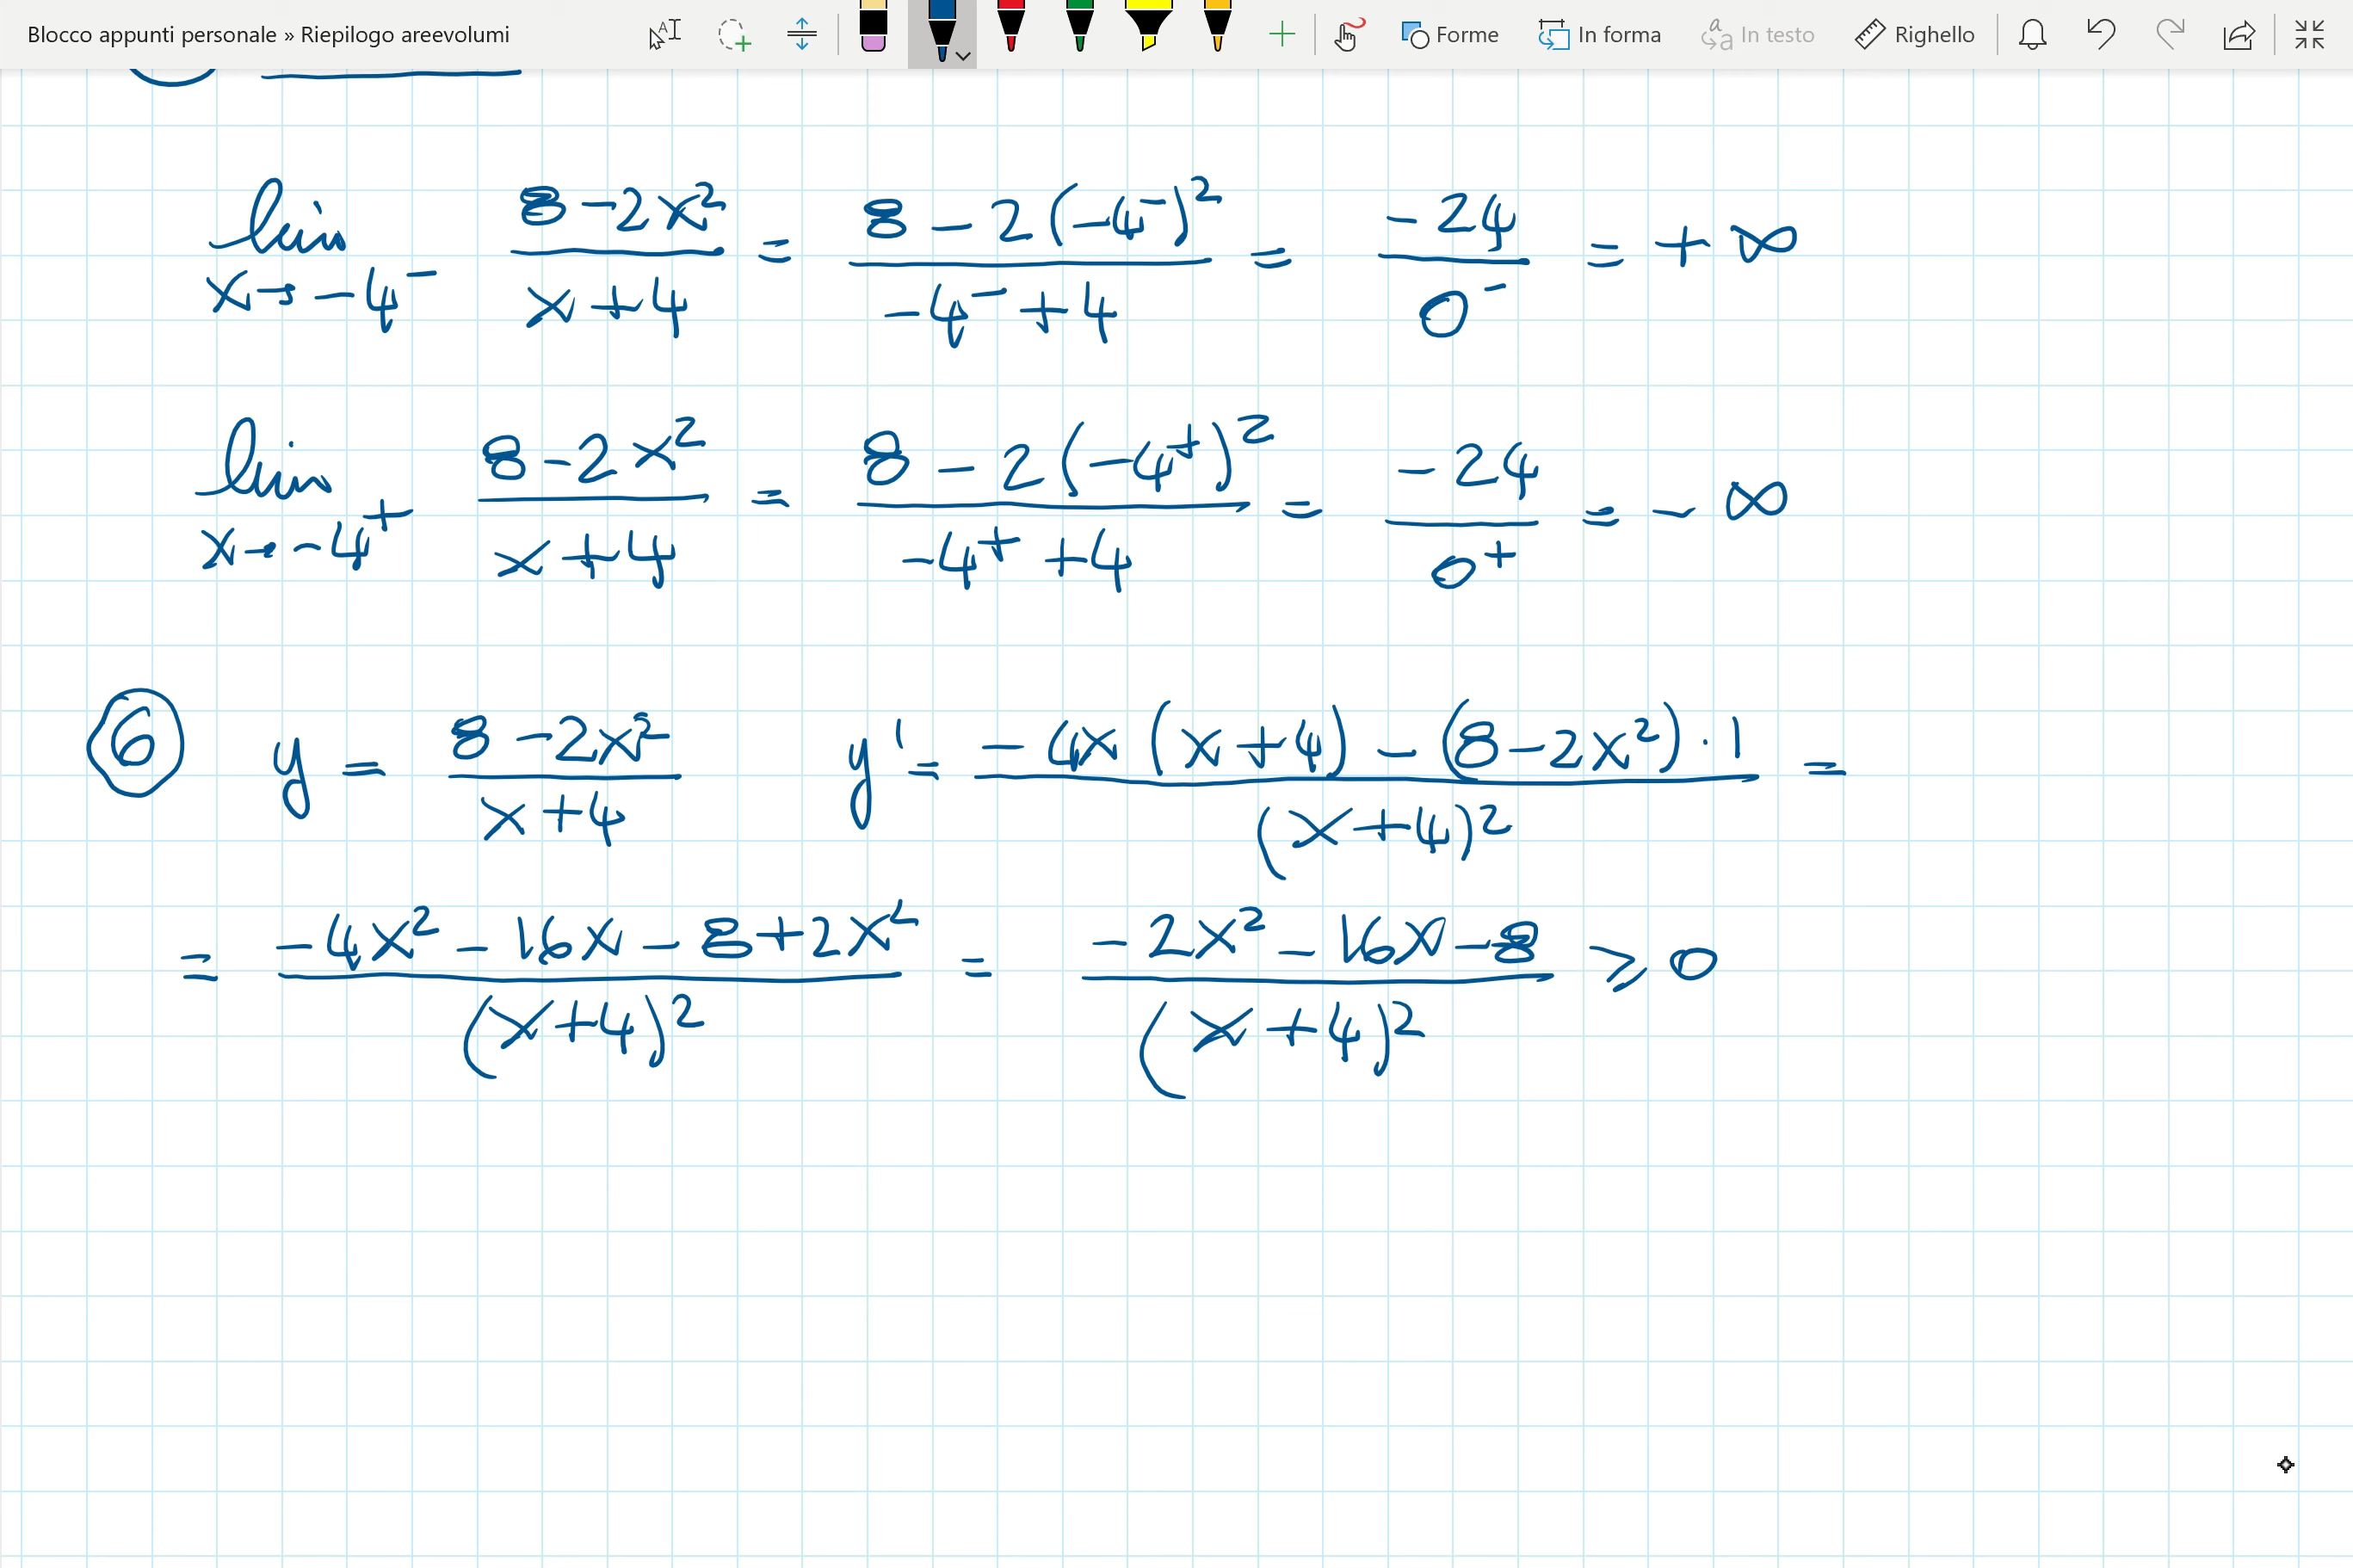 Blocco appunti personale » Riepilogo areevolumi Forme In forma In testo Righello
lim x→-4⁻ (8-2x²)/(x+4) = (8-2(-4⁻)²)/(-4⁻+4) = -24/0⁻ = +∞
lim x→-4⁺ (8-2x²)/(x+4) = (8-2(-4⁺)²)/(-4⁺+4) = -24/0⁺ = -∞
⑥ y = (8-2x²)/(x+4) y' = (-4x(x+4)-(8-2x²)·1)/(x+4)² =
= (-4x²-16x-8+2x²)/(x+4)² = (-2x²-16x-8)/(x+4)² ⩾ 0